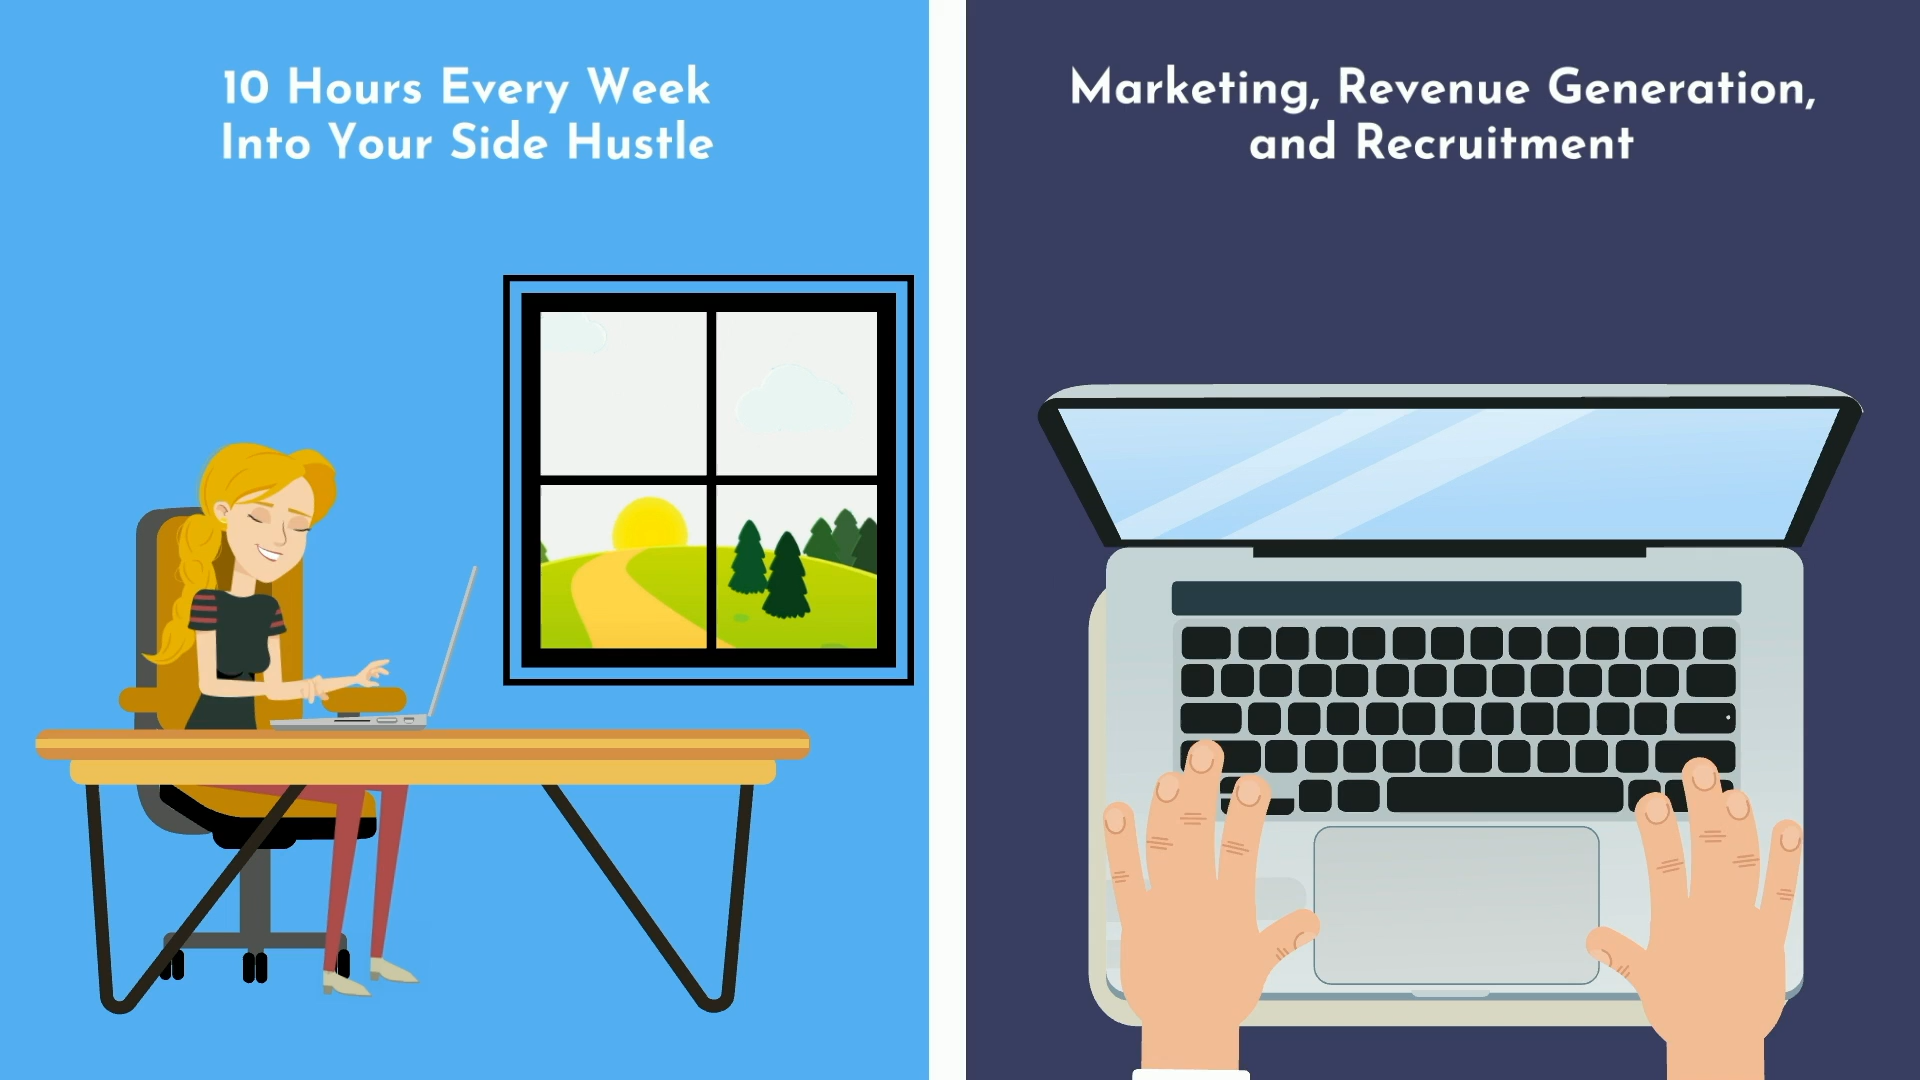 10 Hours Every Week
Into Your Side Hustle
Marketing, Revenue Generation,
and Recruitment